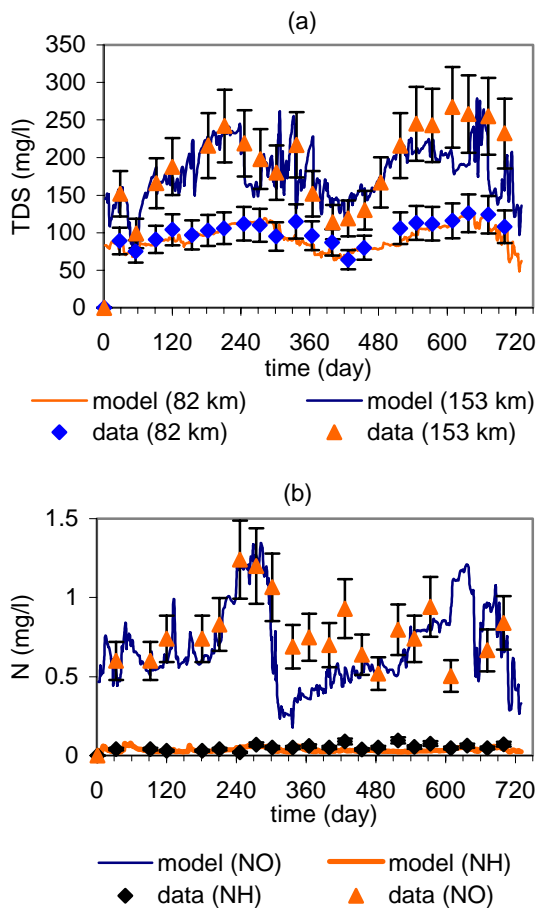 (a)
TDS (mg/l)
350
300
250
200
150
100
50
0
0 120 240 360 480 600 720
time (day)
model (82 km) model (153 km)
data (82 km) data (153 km)
(b)
N (mg/l)
1.5
1
0.5
0
0 120 240 360 480 600 720
time (day)
model (NO) model (NH)
data (NH) data (NO)